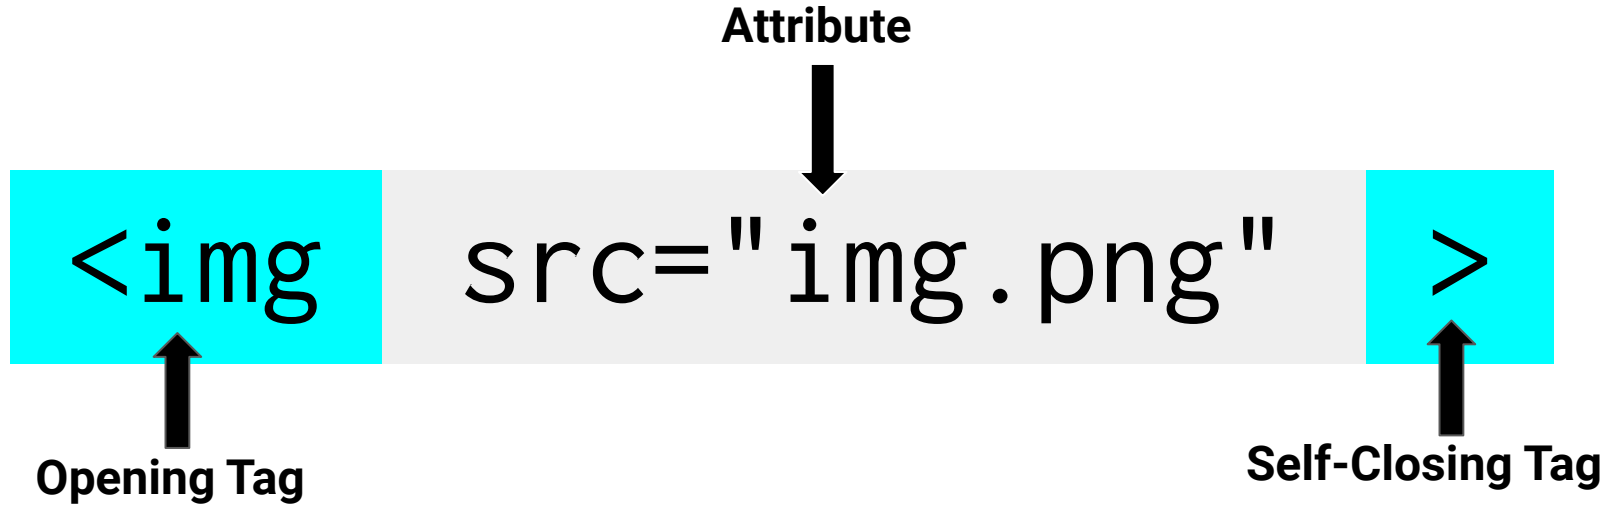 Attribute
<img src="img.png" >
Opening Tag
Self-Closing Tag